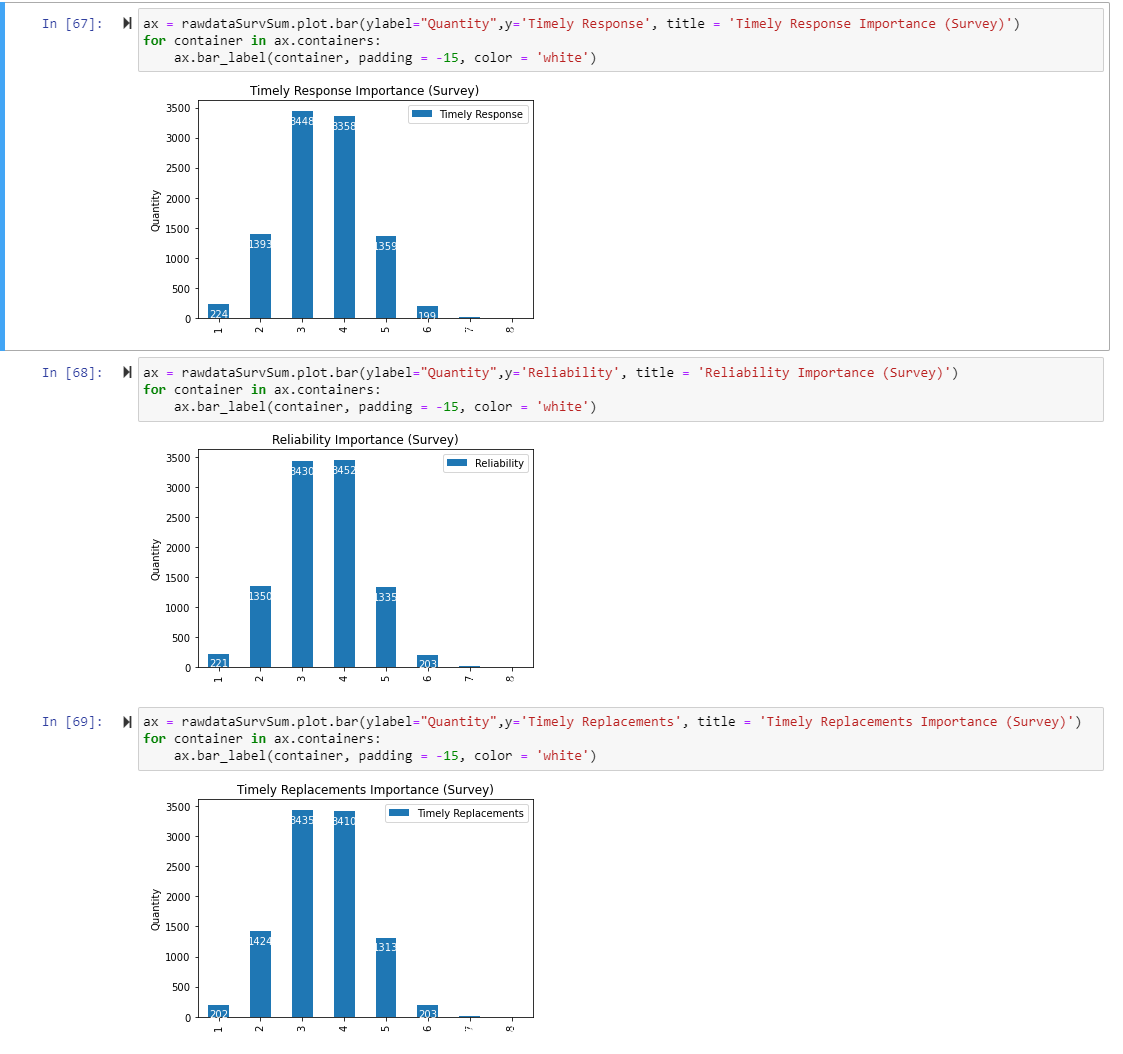 In [67]:
ax = rawdataSurvSum.plot.bar(ylabel="Quantity",y='Timely Response', title = 'Timely Response Importance (Survey)')
for container in ax.containers:
    ax.bar_label(container, padding = -15, color = 'white')
Timely Response Importance (Survey)
Timely Response
Quantity
3500
3000
2500
2000
1500
1000
500
0
224
1393
3448
3358
1359
199
1 2 3 4 5 6 7 8
In [68]:
ax = rawdataSurvSum.plot.bar(ylabel="Quantity",y='Reliability', title = 'Reliability Importance (Survey)')
for container in ax.containers:
    ax.bar_label(container, padding = -15, color = 'white')
Reliability Importance (Survey)
Reliability
Quantity
3500
3000
2500
2000
1500
1000
500
0
221
1350
3430
3452
1335
203
1 2 3 4 5 6 7 8
In [69]:
ax = rawdataSurvSum.plot.bar(ylabel="Quantity",y='Timely Replacements', title = 'Timely Replacements Importance (Survey)')
for container in ax.containers:
    ax.bar_label(container, padding = -15, color = 'white')
Timely Replacements Importance (Survey)
Timely Replacements
Quantity
3500
3000
2500
2000
1500
1000
500
0
202
1424
3435
3410
1313
203
1 2 3 4 5 6 7 8